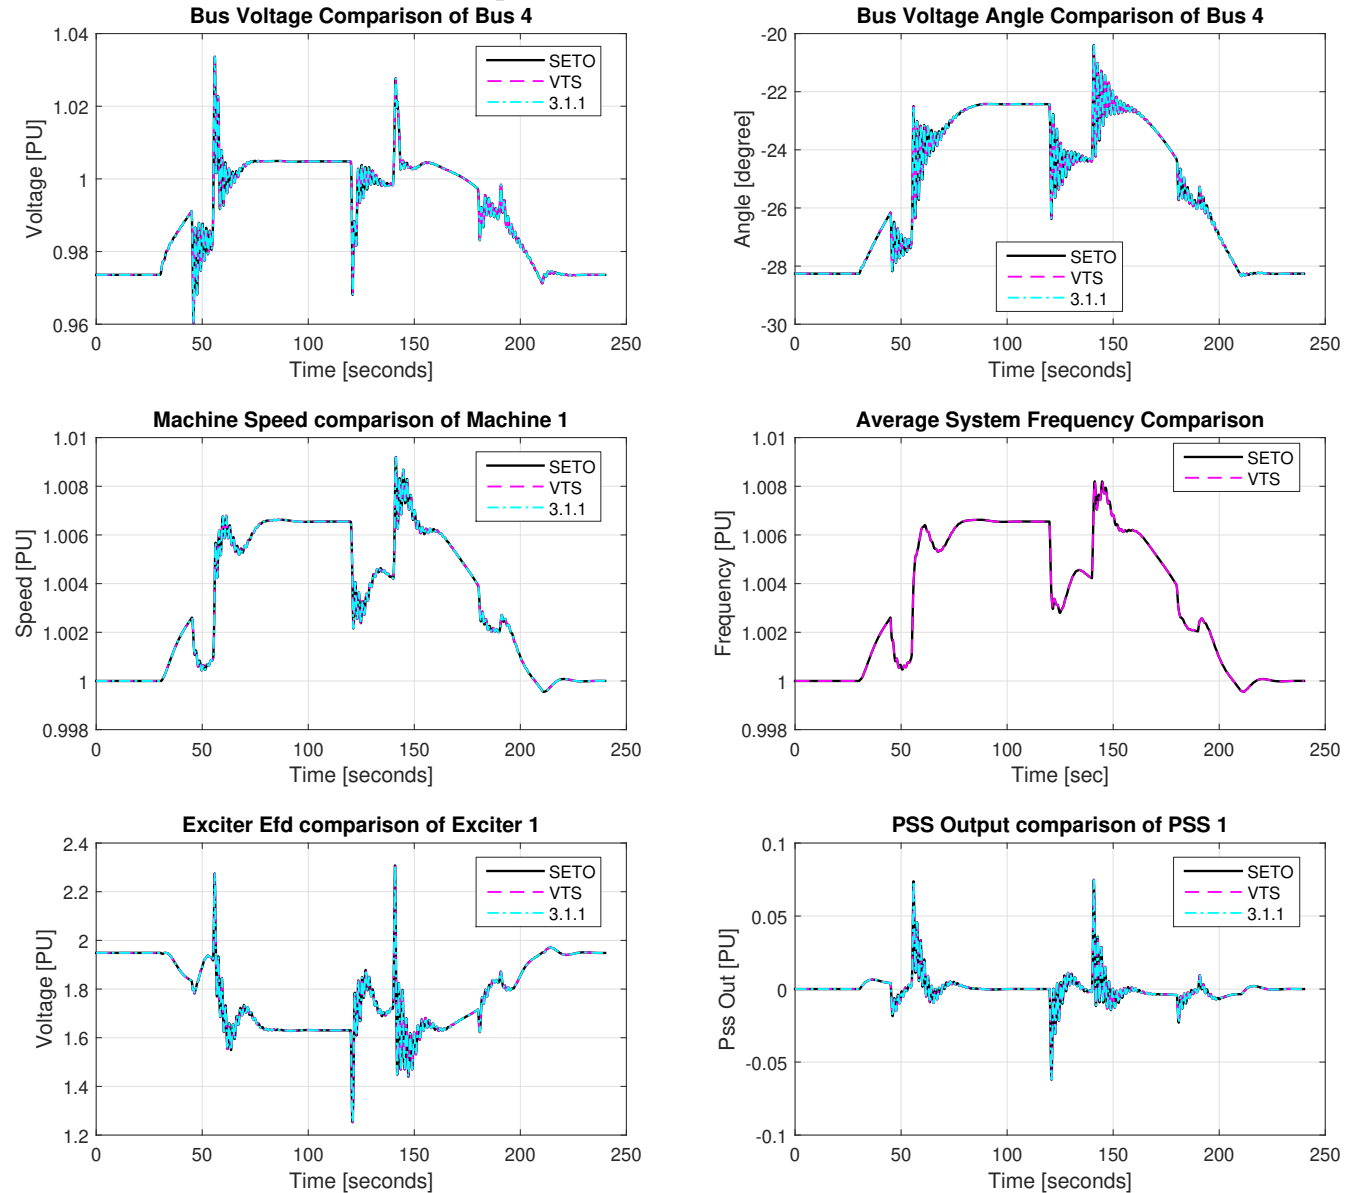 Bus Voltage Comparison of Bus 4
1.04
1.02
1
0.98
0.96
Voltage [PU]
SETO
VTS
3.1.1
0 50 100 150 200 250
Time [seconds]
Bus Voltage Angle Comparison of Bus 4
-20
-22
-24
-26
-28
-30
Angle [degree]
SETO
VTS
3.1.1
0 50 100 150 200 250
Time [seconds]
Machine Speed comparison of Machine 1
1.01
1.008
1.006
1.004
1.002
1
0.998
Speed [PU]
SETO
VTS
3.1.1
0 50 100 150 200 250
Time [seconds]
Average System Frequency Comparison
1.01
1.008
1.006
1.004
1.002
1
0.998
Frequency [PU]
SETO
VTS
0 50 100 150 200 250
Time [sec]
Exciter Efd comparison of Exciter 1
2.4
2.2
2
1.8
1.6
1.4
1.2
Voltage [PU]
SETO
VTS
3.1.1
0 50 100 150 200 250
Time [seconds]
PSS Output comparison of PSS 1
0.1
0.05
0
-0.05
-0.1
Pss Out [PU]
SETO
VTS
3.1.1
0 50 100 150 200 250
Time [seconds]